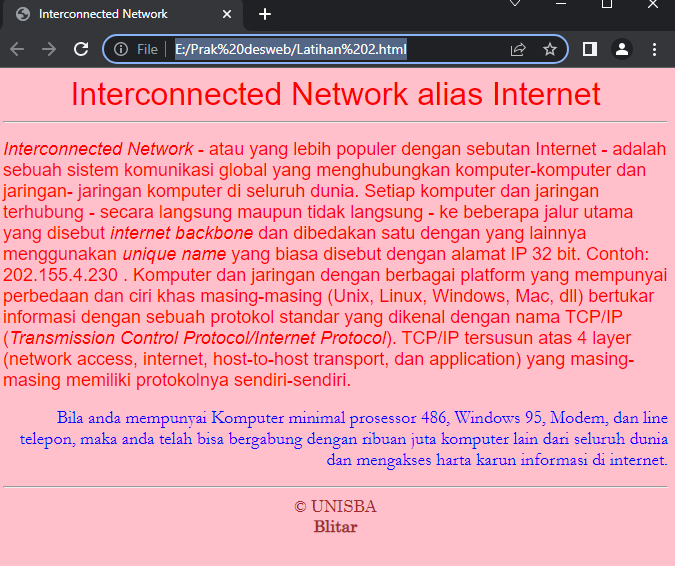 Interconnected Network
File
E:/Prak%20desweb/Latihan%202.html
Interconnected Network alias Internet
Interconnected Network - atau yang lebih populer dengan sebutan Internet - adalah
sebuah sistem komunikasi global yang menghubungkan komputer-komputer dan
jaringan- jaringan komputer di seluruh dunia. Setiap komputer dan jaringan
terhubung - secara langsung maupun tidak langsung - ke beberapa jalur utama
yang disebut internet backbone dan dibedakan satu dengan yang lainnya
menggunakan unique name yang biasa disebut dengan alamat IP 32 bit. Contoh:
202.155.4.230 . Komputer dan jaringan dengan berbagai platform yang mempunyai
perbedaan dan ciri khas masing-masing (Unix, Linux, Windows, Mac, dll) bertukar
informasi dengan sebuah protokol standar yang dikenal dengan nama TCP/IP
(Transmission Control Protocol/Internet Protocol). TCP/IP tersusun atas 4 layer
(network access, internet, host-to-host transport, dan application) yang masing-
masing memiliki protokolnya sendiri-sendiri.
Bila anda mempunyai Komputer minimal prosessor 486, Windows 95, Modem, dan line
telepon, maka anda telah bisa bergabung dengan ribuan juta komputer lain dari seluruh dunia
dan mengakses harta karun informasi di internet.
© UNISBA
Blitar